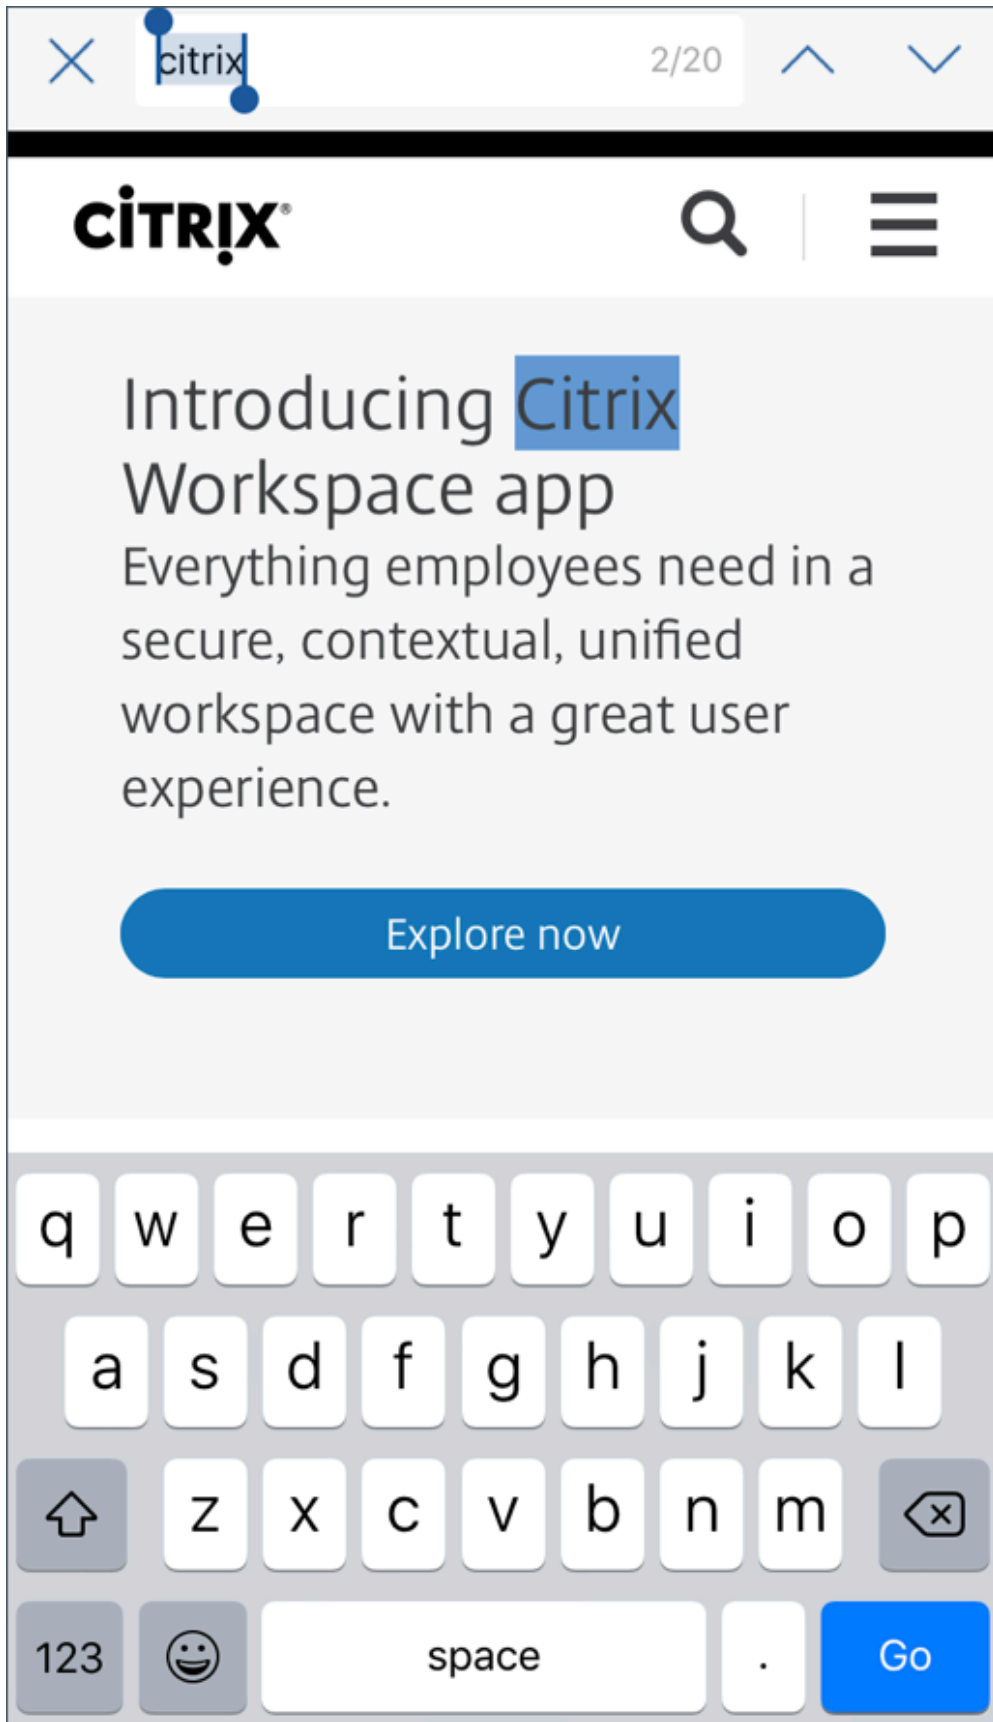 citrix 2/20
CiTRIX®
Introducing Citrix
Workspace app
Everything employees need in a
secure, contextual, unified
workspace with a great user
experience.
Explore now
q w e r t y u i o p
a s d f g h j k l
z x c v b n m
123 space . Go